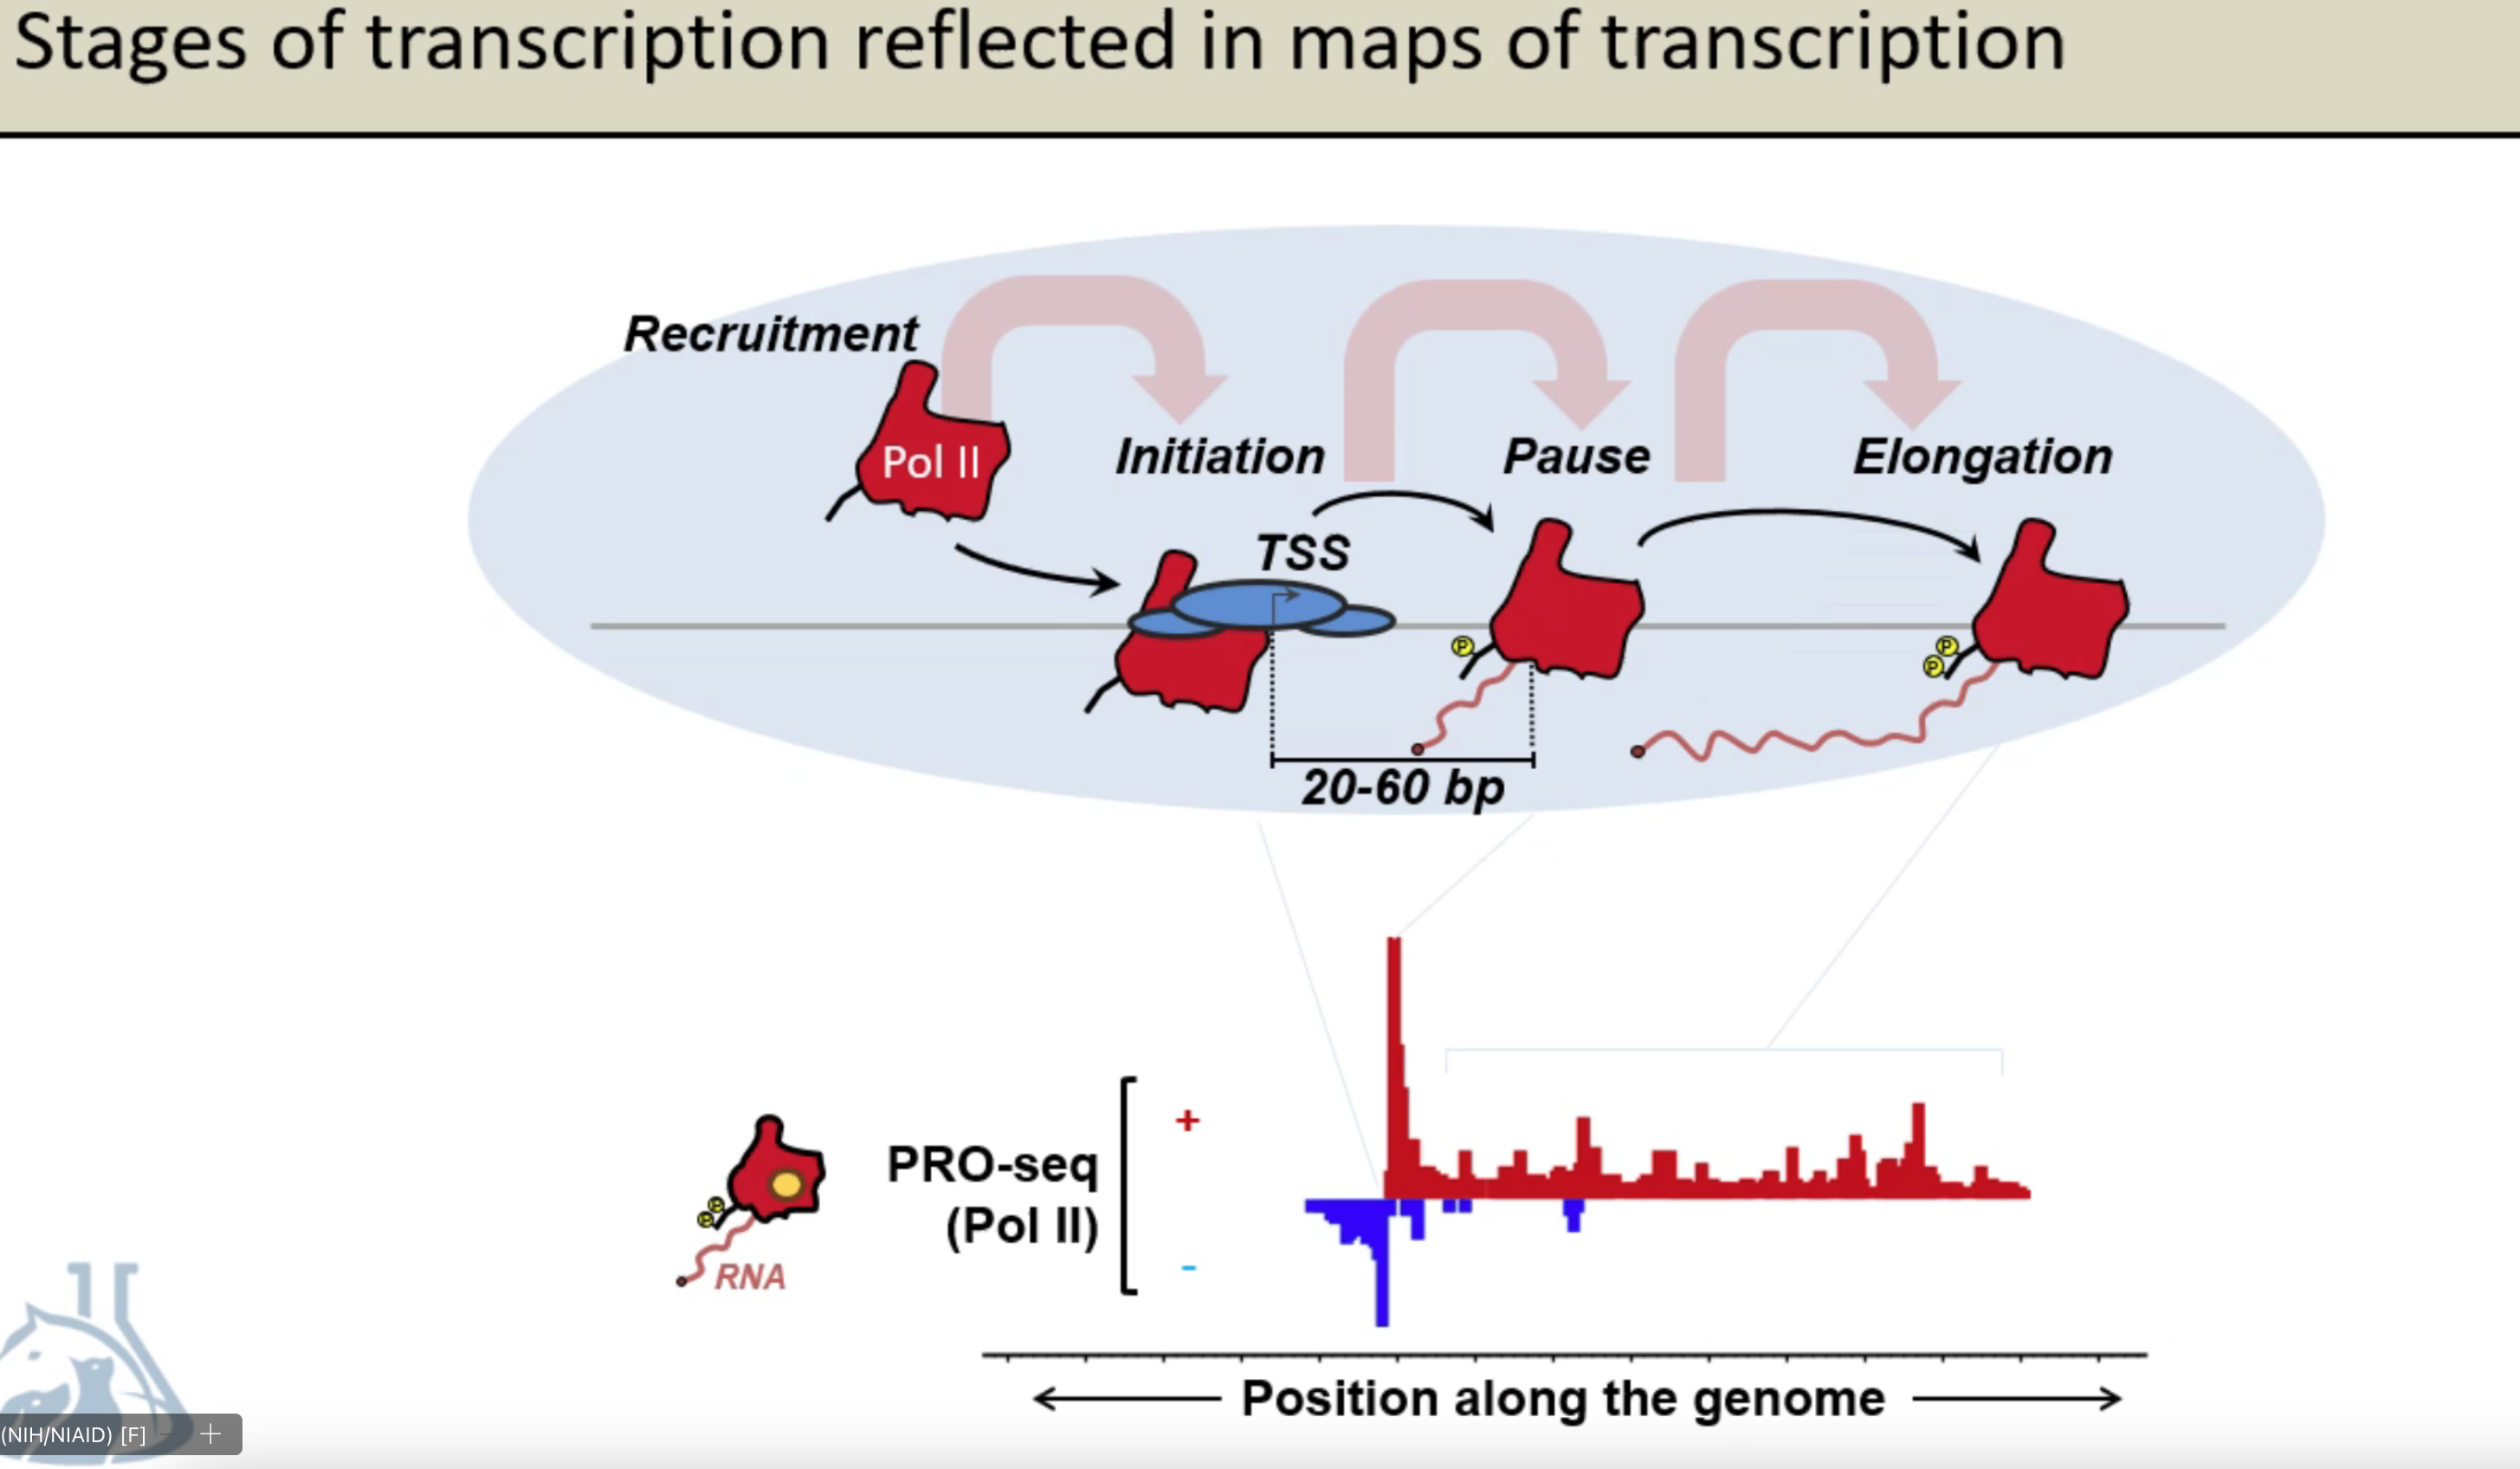 Stages of transcription reflected in maps of transcription
Recruitment
Pol II
Initiation
Pause
Elongation
TSS
P
P
P
20-60 bp
+
PRO-seq
(Pol II)
-
P
P
RNA
Position along the genome
(NIH/NIAID) [F]